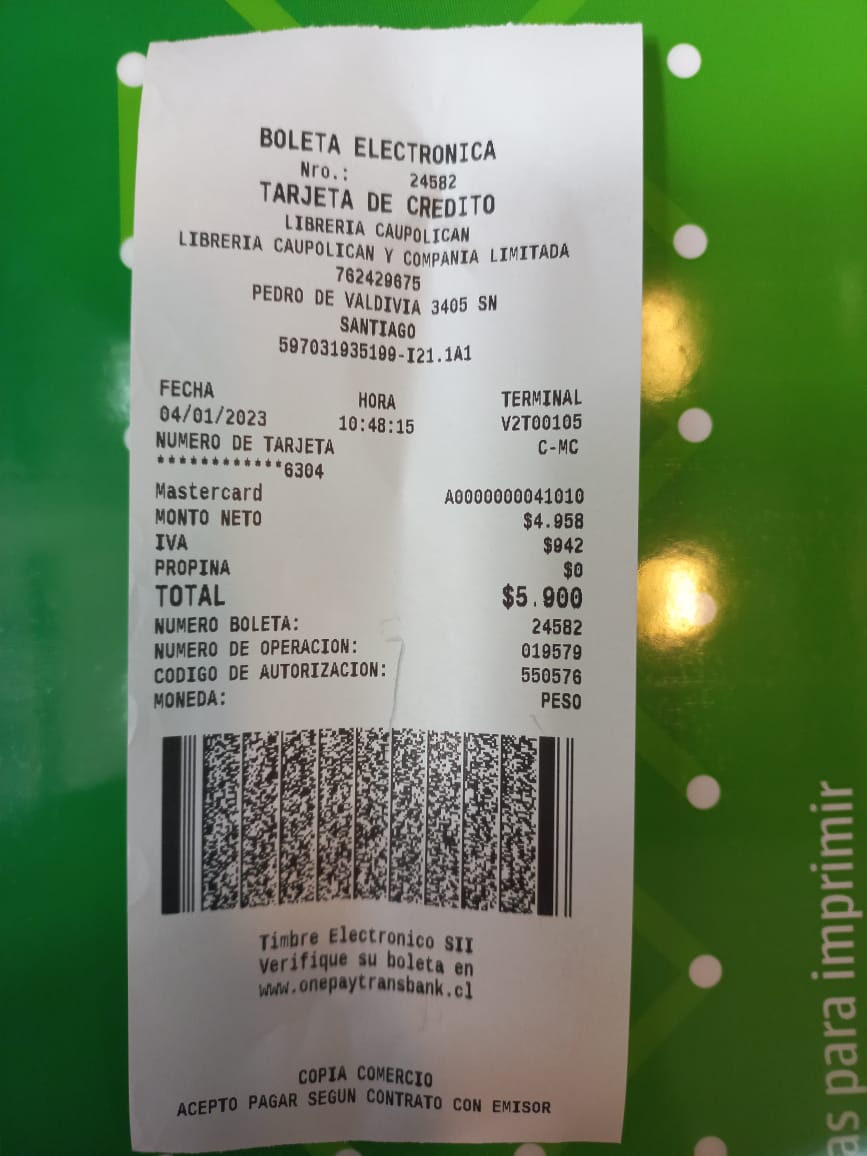 BOLETA ELECTRONICA
Nro.: 24582
TARJETA DE CREDITO
LIBRERIA CAUPOLICAN
LIBRERIA CAUPOLICAN Y COMPANIA LIMITADA
762429675
PEDRO DE VALDIVIA 3405 SN
SANTIAGO
597031935199-I21.1A1
FECHA HORA TERMINAL
04/01/2023 10:48:15 V2T00105
NUMERO DE TARJETA C-MC
************6304
Mastercard A0000000041010
MONTO NETO $4.958
IVA $942
PROPINA $0
TOTAL $5.900
NUMERO BOLETA: 24582
NUMERO DE OPERACION: 019579
CODIGO DE AUTORIZACION: 550576
MONEDA: PESO
Timbre Electronico SII
Verifique su boleta en
www.onepaytransbank.cl
COPIA COMERCIO
ACEPTO PAGAR SEGUN CONTRATO CON EMISOR
as para imprimir